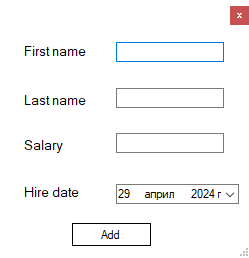 x
First name
Last name
Salary
Hire date 29 април 2024 г
Add